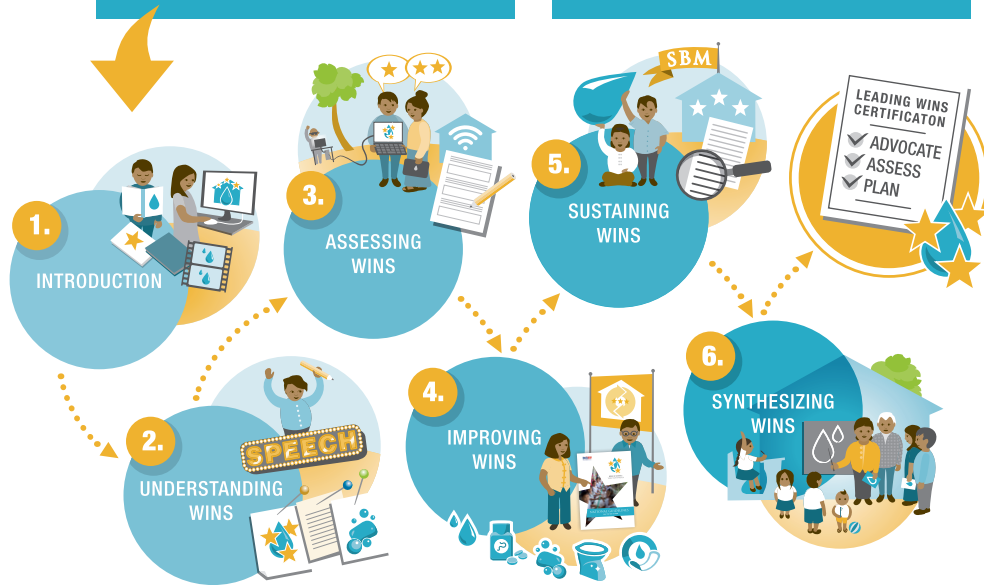 1.
INTRODUCTION
2.
UNDERSTANDING
WINS
SPEECH
3.
ASSESSING
WINS
4.
IMPROVING
WINS
5.
SUSTAINING
WINS
SBM
6.
SYNTHESIZING
WINS
LEADING WINS
CERTIFICATON
ADVOCATE
ASSESS
PLAN